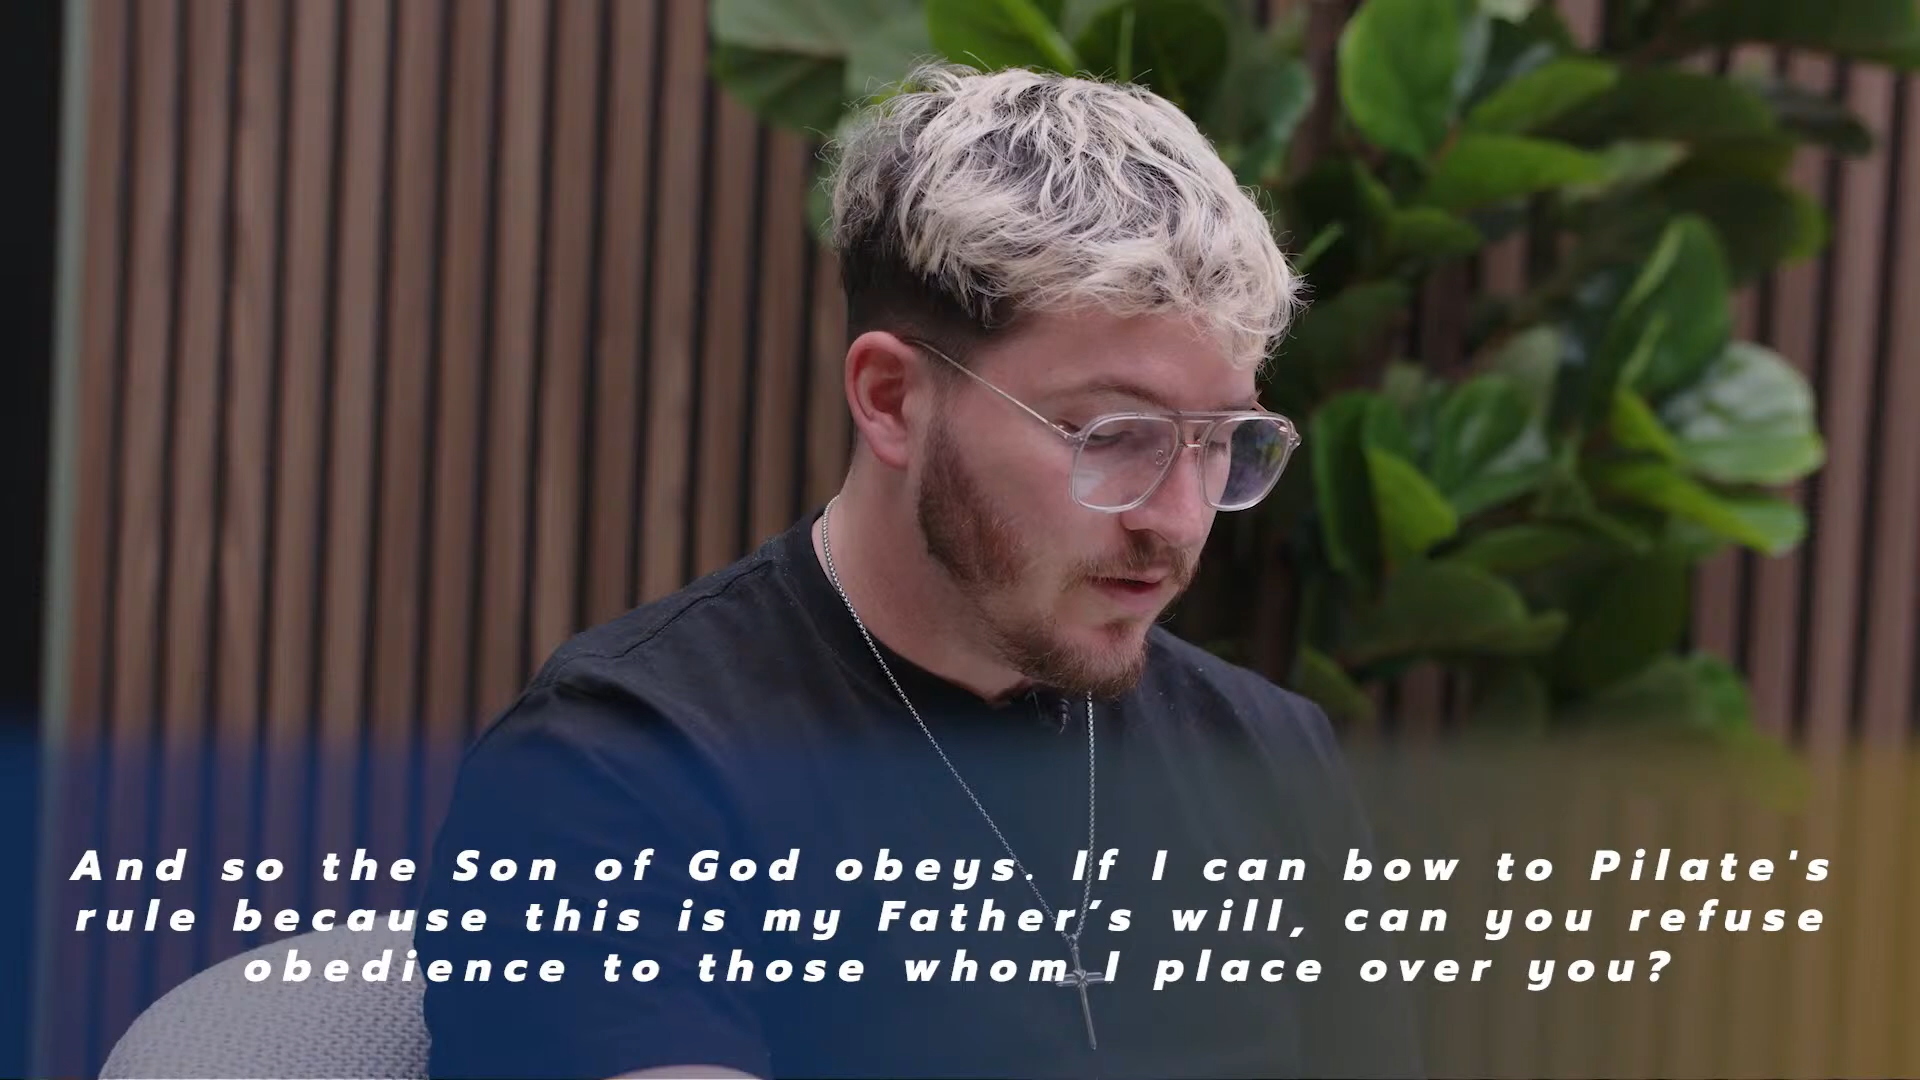 And so the Son of God obeys. If I can bow to Pilate's
rule because this is my Father's will, can you refuse
obedience to those whom I place over you?